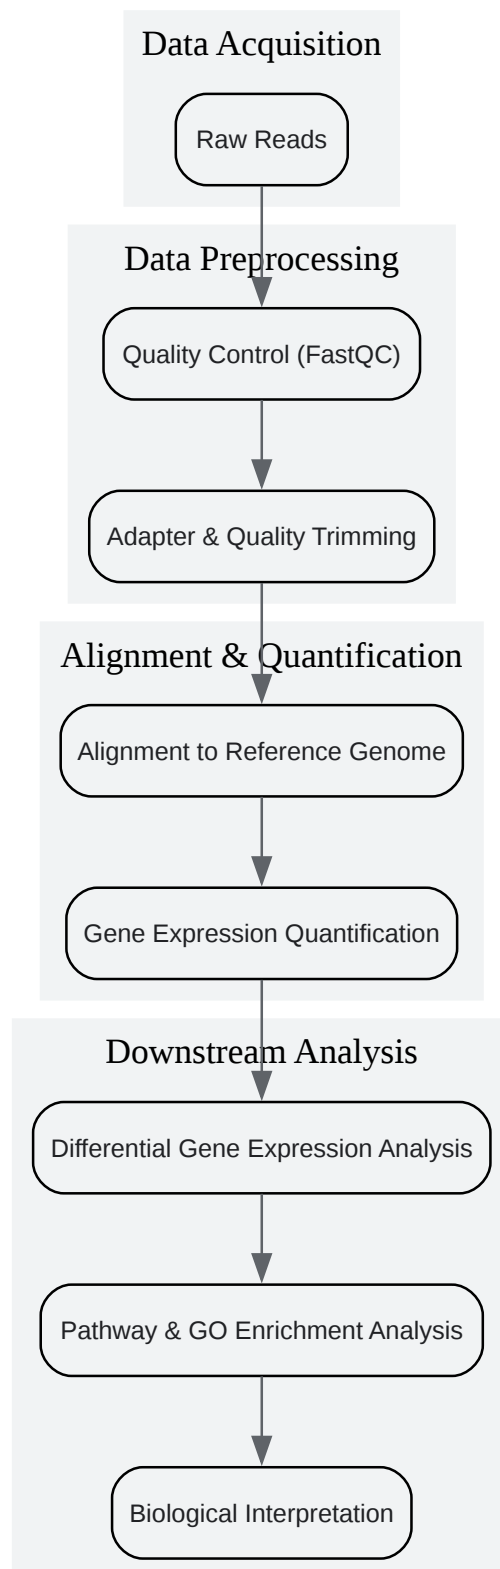 Data Acquisition
Raw Reads
Data Preprocessing
Quality Control (FastQC)
Adapter & Quality Trimming
Alignment & Quantification
Alignment to Reference Genome
Gene Expression Quantification
Downstream Analysis
Differential Gene Expression Analysis
Pathway & GO Enrichment Analysis
Biological Interpretation